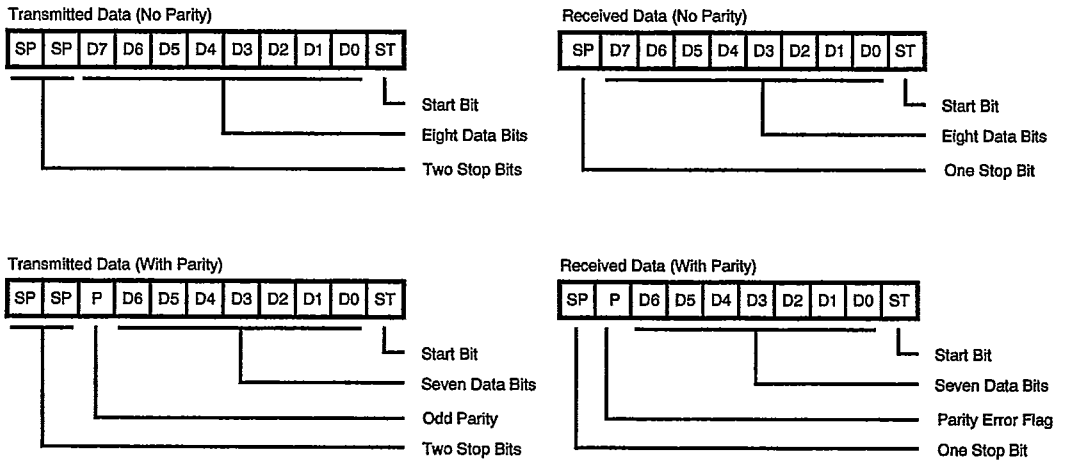 Transmitted Data (No Parity)
SP SP D7 D6 D5 D4 D3 D2 D1 D0 ST
Start Bit
Eight Data Bits
Two Stop Bits
Received Data (No Parity)
SP D7 D6 D5 D4 D3 D2 D1 D0 ST
Start Bit
Eight Data Bits
One Stop Bit
Transmitted Data (With Parity)
SP SP P D6 D5 D4 D3 D2 D1 D0 ST
Start Bit
Seven Data Bits
Odd Parity
Two Stop Bits
Received Data (With Parity)
SP P D6 D5 D4 D3 D2 D1 D0 ST
Start Bit
Seven Data Bits
Parity Error Flag
One Stop Bit